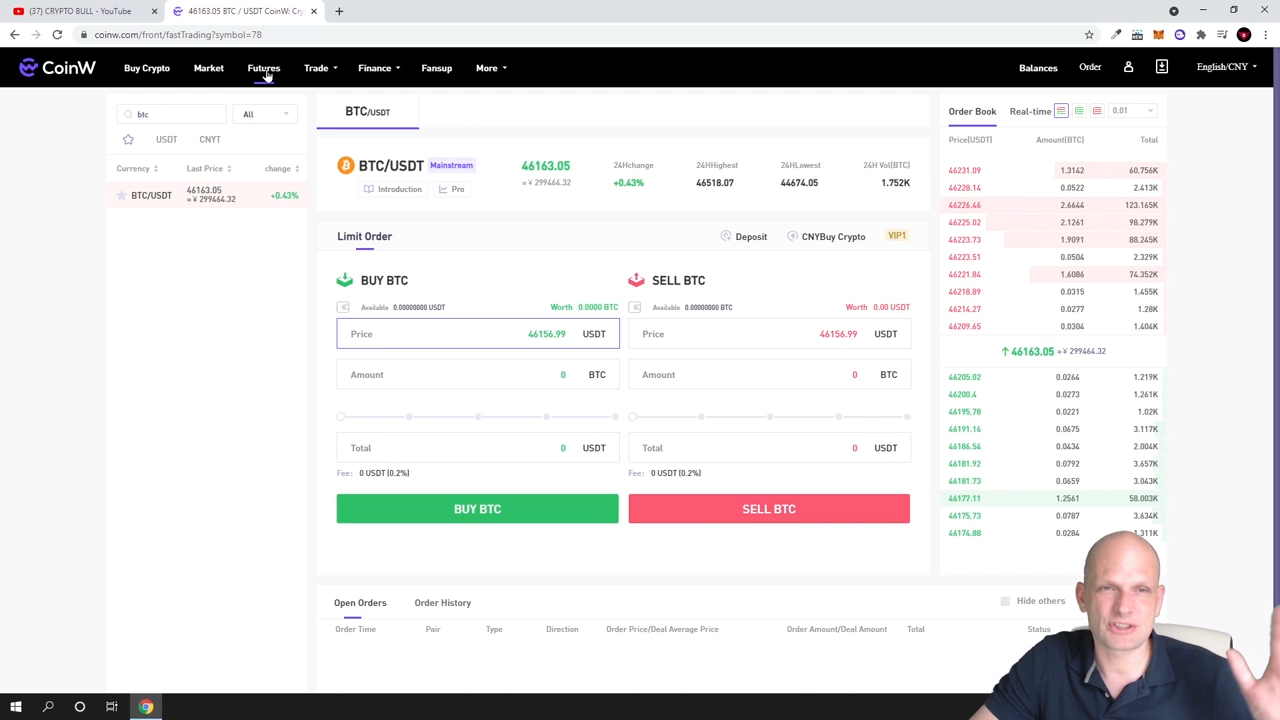 (37) CRYPTO BULL - YouTube
46163.05 BTC / USDT CoinW: Cry
coinw.com/front/fastTrading?symbol=78
CoinW
Buy Crypto
Market
Futures
Trade
Finance
Fansup
More
Balances
Order
English/CNY
btc
All
USDT
CNYT
Currency
Last Price
change
BTC/USDT
46163.05
+0.43%
≈ ¥ 299464.32
BTC/USDT
BTC/USDT
Mainstream
46163.05
≈ ¥ 299464.32
Introduction
Pro
24Hchange
+0.43%
24HHighest
46518.07
24HLowest
44674.05
24H Vol(BTC)
1.752K
Limit Order
Deposit
CNYBuy Crypto
VIP1
BUY BTC
Available 0.00000000 USDT
Worth 0.0000 BTC
Price 46156.99 USDT
Amount 0 BTC
Total 0 USDT
Fee: 0 USDT (0.2%)
BUY BTC
SELL BTC
Available 0.00000000 BTC
Worth 0.00 USDT
Price 46156.99 USDT
Amount 0 BTC
Total 0 USDT
Fee: 0 USDT (0.2%)
SELL BTC
Order Book
Real-time
0.01
Price(USDT) Amount(BTC) Total
46231.09 1.3142 60.756K
46228.14 0.0522 2.413K
46226.46 2.6644 123.165K
46225.02 2.1261 98.279K
46223.73 1.9091 88.245K
46223.51 0.0504 2.329K
46221.84 1.6086 74.352K
46218.89 0.0315 1.455K
46214.27 0.0277 1.28K
46209.65 0.0304 1.404K
46163.05 ≈ ¥ 299464.32
46205.02 0.0264 1.219K
46200.4 0.0273 1.261K
46195.78 0.0221 1.02K
46191.16 0.0675 3.117K
46186.54 0.0434 2.004K
46181.92 0.0792 3.657K
46181.73 0.0659 3.043K
46177.11 1.2561 58.003K
46175.73 0.0787 3.634K
46174.88 0.0284 1.311K
Open Orders
Order History
Hide others
Order Time
Pair
Type
Direction
Order Price/Deal Average Price
Order Amount/Deal Amount
Total
Status